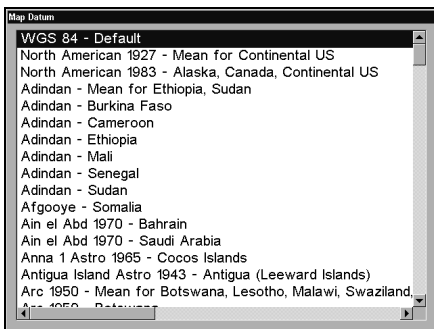 Map Datum
WGS 84 - Default
North American 1927 - Mean for Continental US
North American 1983 - Alaska, Canada, Continental US
Adindan - Mean for Ethiopia, Sudan
Adindan - Burkina Faso
Adindan - Cameroon
Adindan - Ethiopia
Adindan - Mali
Adindan - Senegal
Adindan - Sudan
Afgooye - Somalia
Ain el Abd 1970 - Bahrain
Ain el Abd 1970 - Saudi Arabia
Anna 1 Astro 1965 - Cocos Islands
Antigua Island Astro 1943 - Antigua (Leeward Islands)
Arc 1950 - Mean for Botswana, Lesotho, Malawi, Swaziland,
Arc 1950 - Botswana